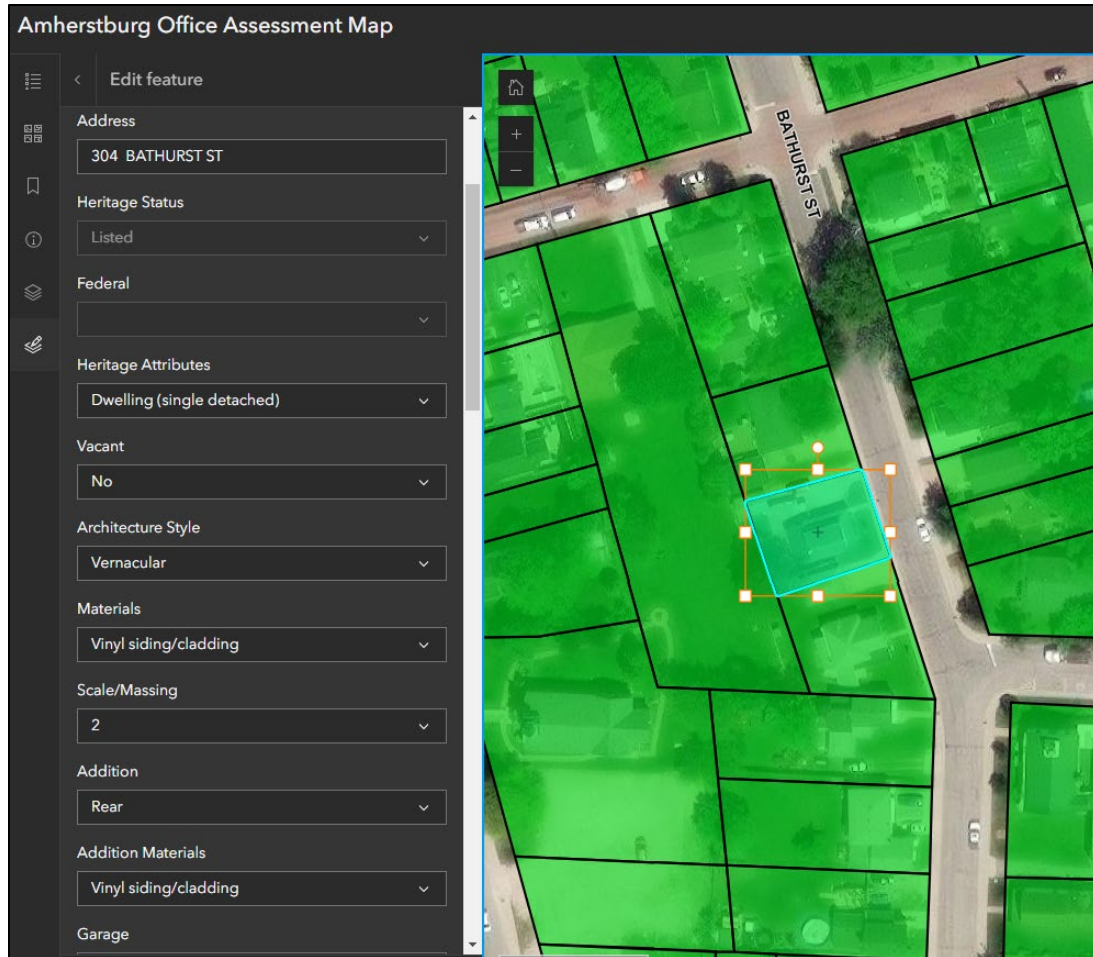 Amherstburg Office Assessment Map
Edit feature
Address
304 BATHURST ST
Heritage Status
Listed
Federal
Heritage Attributes
Dwelling (single detached)
Vacant
No
Architecture Style
Vernacular
Materials
Vinyl siding/cladding
Scale/Massing
2
Addition
Rear
Addition Materials
Vinyl siding/cladding
Garage
BATHURST ST